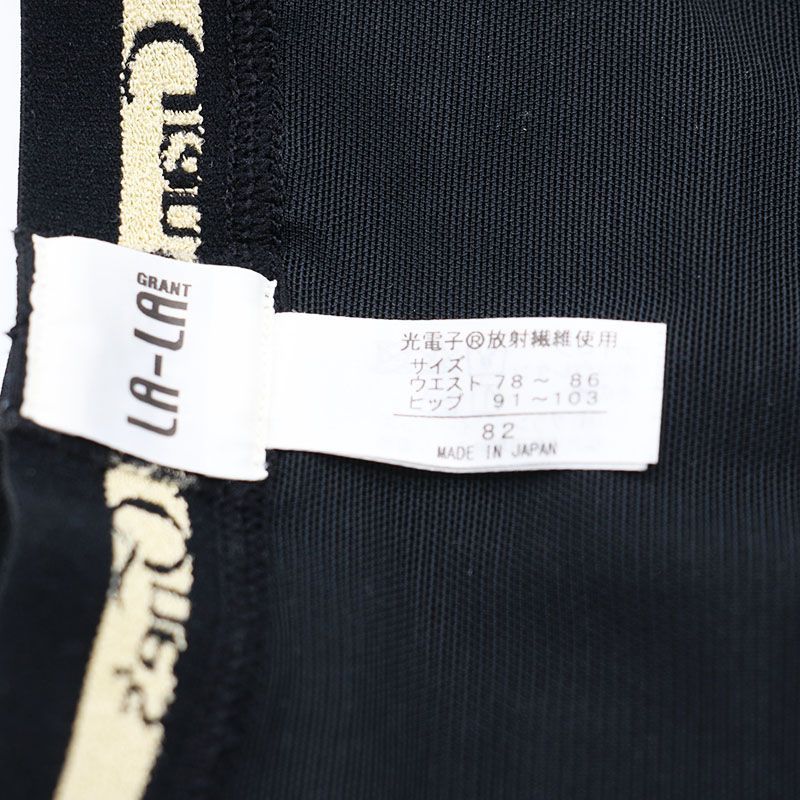 GRANT
LA-LA
光電子®放射繊維使用
サイズ
ウエスト 78～ 86
ヒップ 91～103
82
MADE IN JAPAN